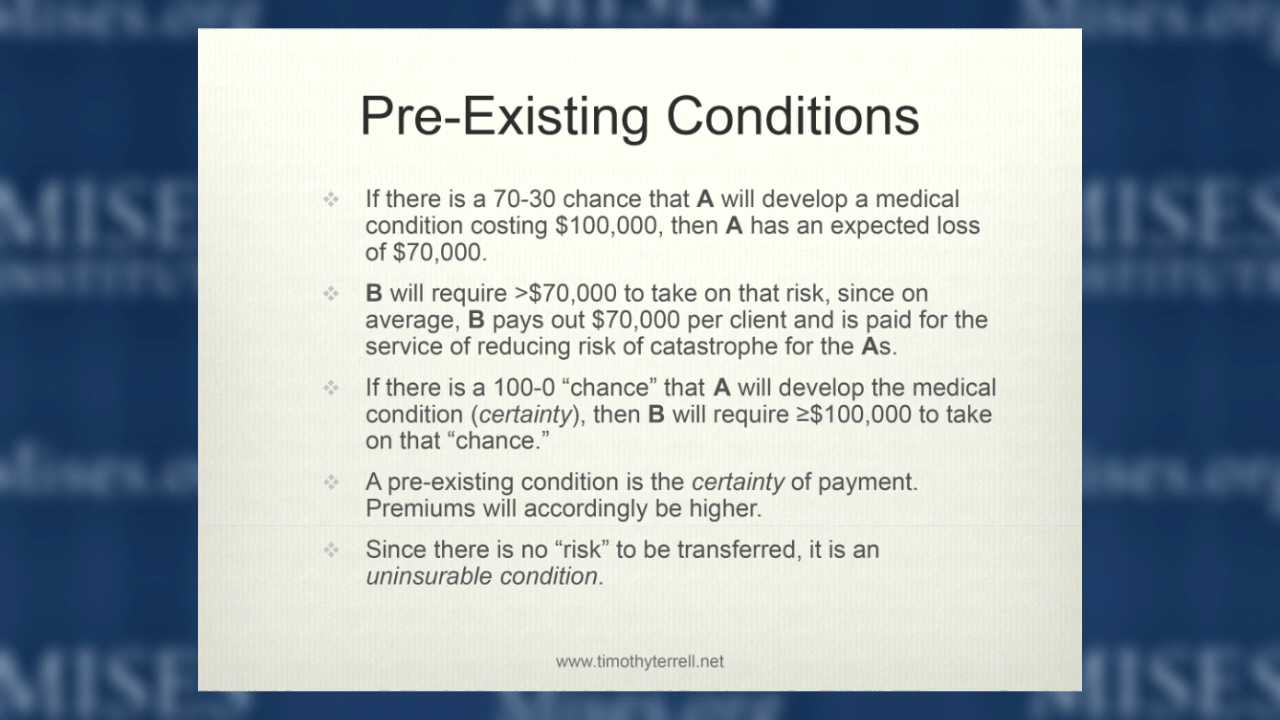 Mises.org
MISES
Mises.org
Pre-Existing Conditions
If there is a 70-30 chance that A will develop a medical
condition costing $100,000, then A has an expected loss
of $70,000.
B will require >$70,000 to take on that risk, since on
average, B pays out $70,000 per client and is paid for the
service of reducing risk of catastrophe for the As.
If there is a 100-0 “chance” that A will develop the medical
condition (certainty), then B will require ≥$100,000 to take
on that “chance.”
A pre-existing condition is the certainty of payment.
Premiums will accordingly be higher.
Since there is no “risk” to be transferred, it is an
uninsurable condition.
www.timothyterrell.net